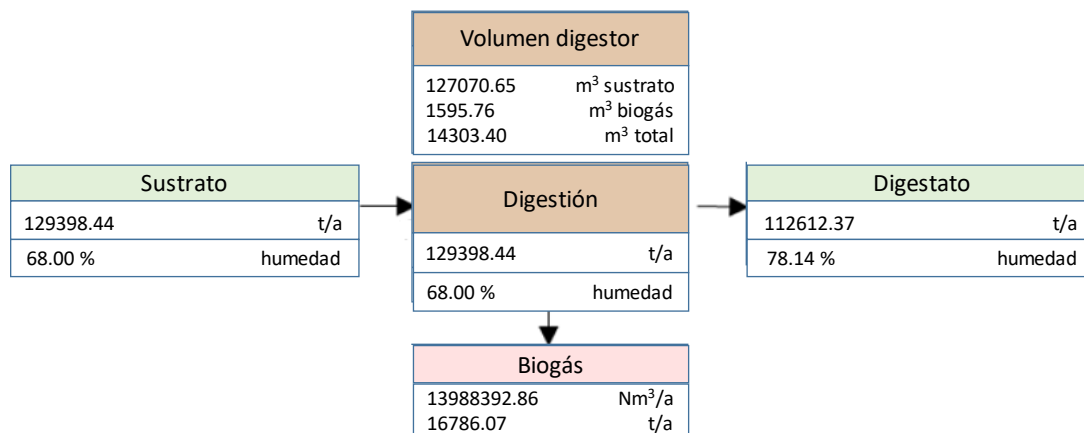 Volumen digestor
127070.65 m³ sustrato
1595.76 m³ biogás
14303.40 m³ total
Sustrato
129398.44 t/a
68.00 % humedad
Digestión
129398.44 t/a
68.00 % humedad
Digestato
112612.37 t/a
78.14 % humedad
Biogás
13988392.86 Nm³/a
16786.07 t/a